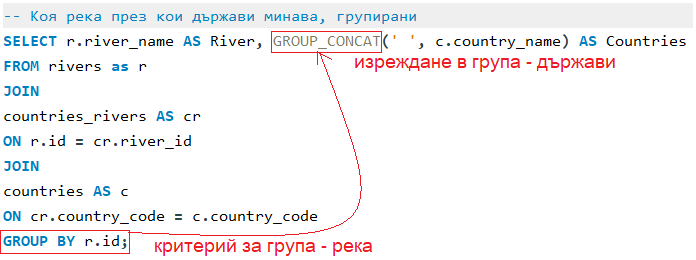 -- Коя река през кои държави минава, групирани
SELECT r.river_name AS River, GROUP_CONCAT(' ', c.country_name) AS Countries
FROM rivers as r
изреждане в група - държави
JOIN
countries_rivers AS cr
ON r.id = cr.river_id
JOIN
countries AS c
ON cr.country_code = c.country_code
GROUP BY r.id;
критерий за група - река